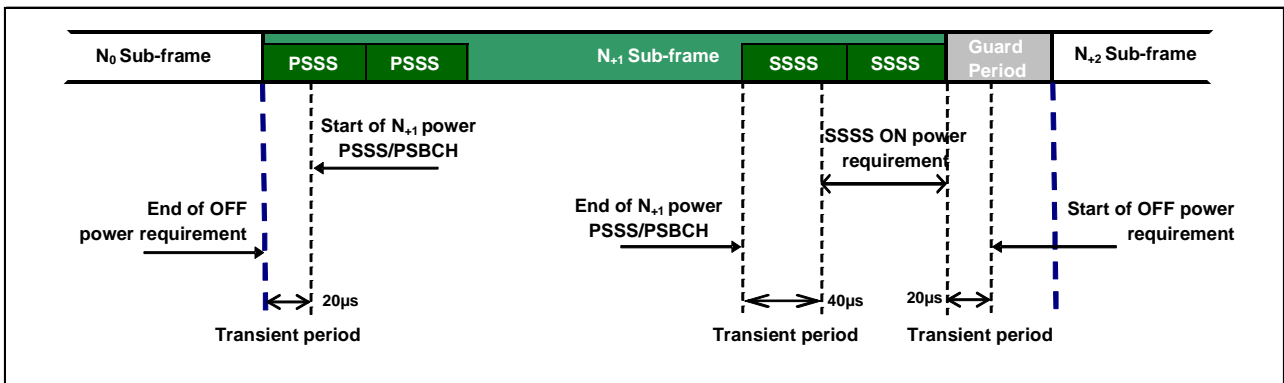 N₀ Sub-frame
PSSS
PSSS
N₊₁ Sub-frame
SSSS
SSSS
Guard
Period
N₊₂ Sub-frame
Start of N₊₁ power
PSSS/PSBCH
SSSS ON power
requirement
End of OFF
power requirement
End of N₊₁ power
PSSS/PSBCH
Start of OFF power
requirement
20µs
40µs
20µs
Transient period
Transient period
Transient period